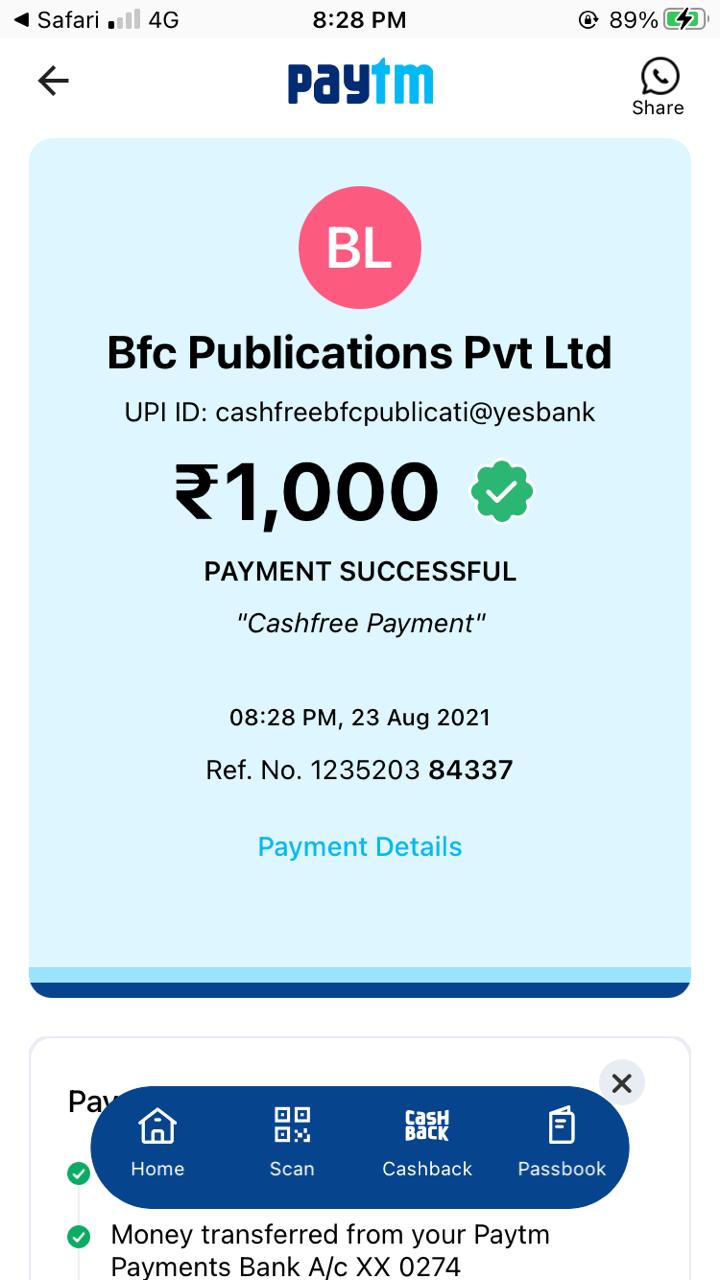 Safari 4G 8:28 PM 89%
paytm
Share
BL
Bfc Publications Pvt Ltd
UPI ID: cashfreebfcpublicati@yesbank
₹1,000
PAYMENT SUCCESSFUL
"Cashfree Payment"
08:28 PM, 23 Aug 2021
Ref. No. 1235203 84337
Payment Details
CASH BACK
Home Scan Cashback Passbook
Money transferred from your Paytm
Payments Bank A/c XX 0274